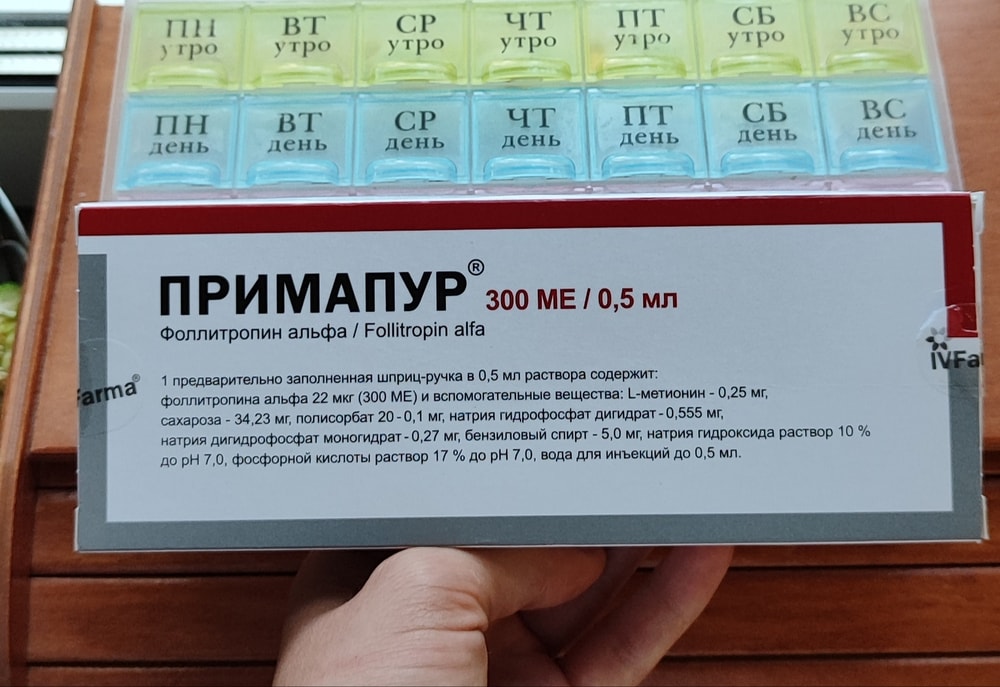 ПН ВТ СР ЧТ ПТ СБ ВС
утро утро утро утро утро утро утро
ПН ВТ СР ЧТ ПТ СБ ВС
день день день день день день день
ПРИМАПУР® 300 МЕ / 0,5 мл
Фоллитропин альфа / Follitropin alfa
1 предварительно заполненная шприц-ручка в 0,5 мл раствора содержит:
фоллитропина альфа 22 мкг (300 МЕ) и вспомогательные вещества: L-метионин - 0,25 мг,
сахароза - 34,23 мг, полисорбат 20 - 0,1 мг, натрия гидрофосфат дигидрат - 0,555 мг,
натрия дигидрофосфат моногидрат - 0,27 мг, бензиловый спирт - 5,0 мг, натрия гидроксида раствор 10 %
до pH 7,0, фосфорной кислоты раствор 17 % до pH 7,0, вода для инъекций до 0,5 мл.
Farma®
IVFa